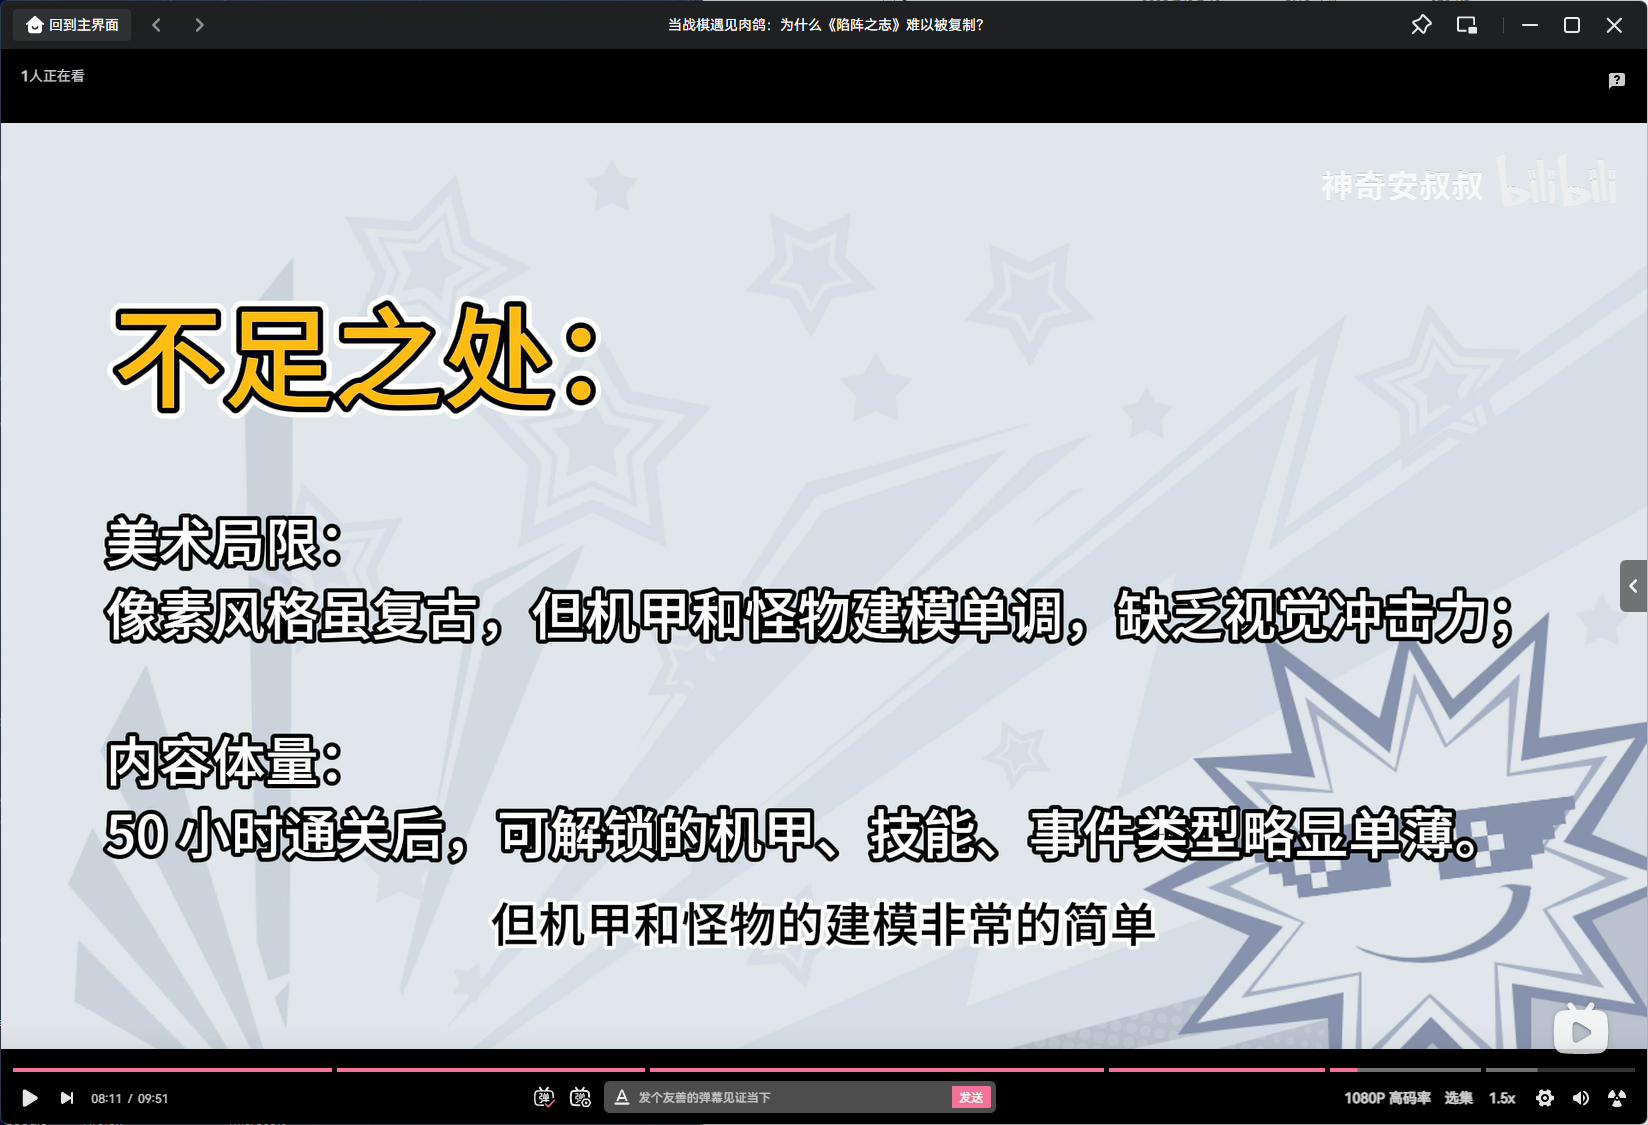 回到主界面
当战棋遇见肉鸽：为什么《陷阵之志》难以被复制？
1人正在看
神奇安叔叔 bilibili
不足之处：
美术局限：
像素风格虽复古，但机甲和怪物建模单调，缺乏视觉冲击力；
内容体量：
50 小时通关后，可解锁的机甲、技能、事件类型略显单薄。
但机甲和怪物的建模非常的简单
08:11 / 09:51
弹
弹
A 发个友善的弹幕见证当下
发送
1080P 高码率
选集
1.5x